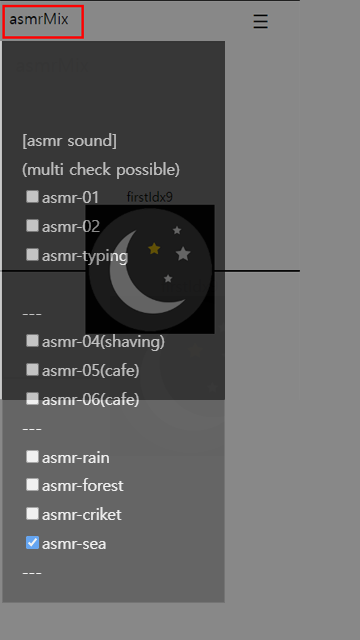 asmrMix
☰
[asmr sound]
(multi check possible)
asmr-01
firstIdx9
asmr-02
asmr-typing
---
asmr-04(shaving)
asmr-05(cafe)
asmr-06(cafe)
---
asmr-rain
asmr-forest
asmr-criket
asmr-sea
---